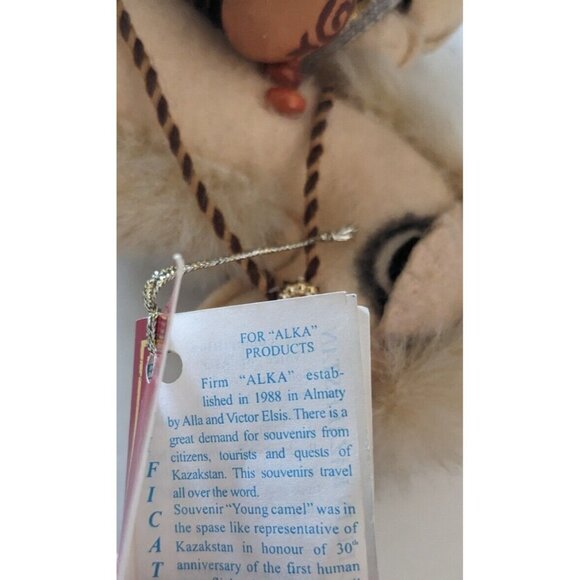 FOR "ALKA"
PRODUCTS
Firm "ALKA" estab-
lished in 1988 in Almaty
by Alla and Victor Elsis. There is a
great demand for souvenirs from
citizens, tourists and quests of
Kazakstan. This souvenirs travel
all over the word.
Souvenir "Young camel" was in
the spase like representative of
Kazakstan in honour of 30th
anniversary of the first human
F
I
C
A
T